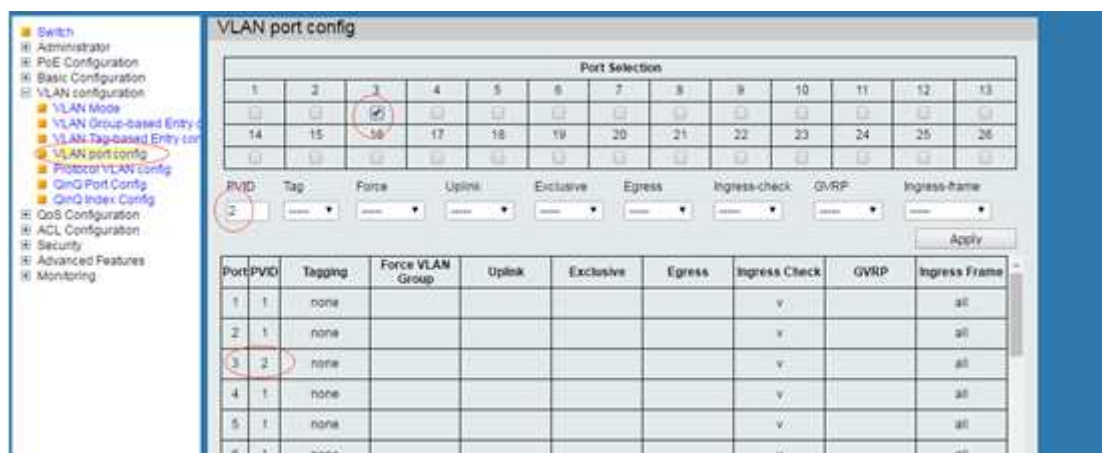 Switch
Administrator
PoE Configuration
Basic Configuration
VLAN configuration
VLAN Mode
VLAN Group-based Entry c
VLAN Tag-based Entry con
VLAN port config
Protocol VLAN config
QinQ Port Config
QinQ Index Config
QoS Configuration
ACL Configuration
Security
Advanced Features
Monitoring
VLAN port config
Port Selection
1 2 3 4 5 6 7 8 9 10 11 12 13
14 15 16 17 18 19 20 21 22 23 24 25 26
PVID Tag Force Uplink Exclusive Egress Ingress-check GVRP Ingress-frame
2 ----- ----- ----- ----- ----- ----- ----- -----
Apply
Port PVID Tagging Force VLAN Group Uplink Exclusive Egress Ingress Check GVRP Ingress Frame
1 1 none v all
2 1 none v all
3 2 none v all
4 1 none v all
5 1 none v all